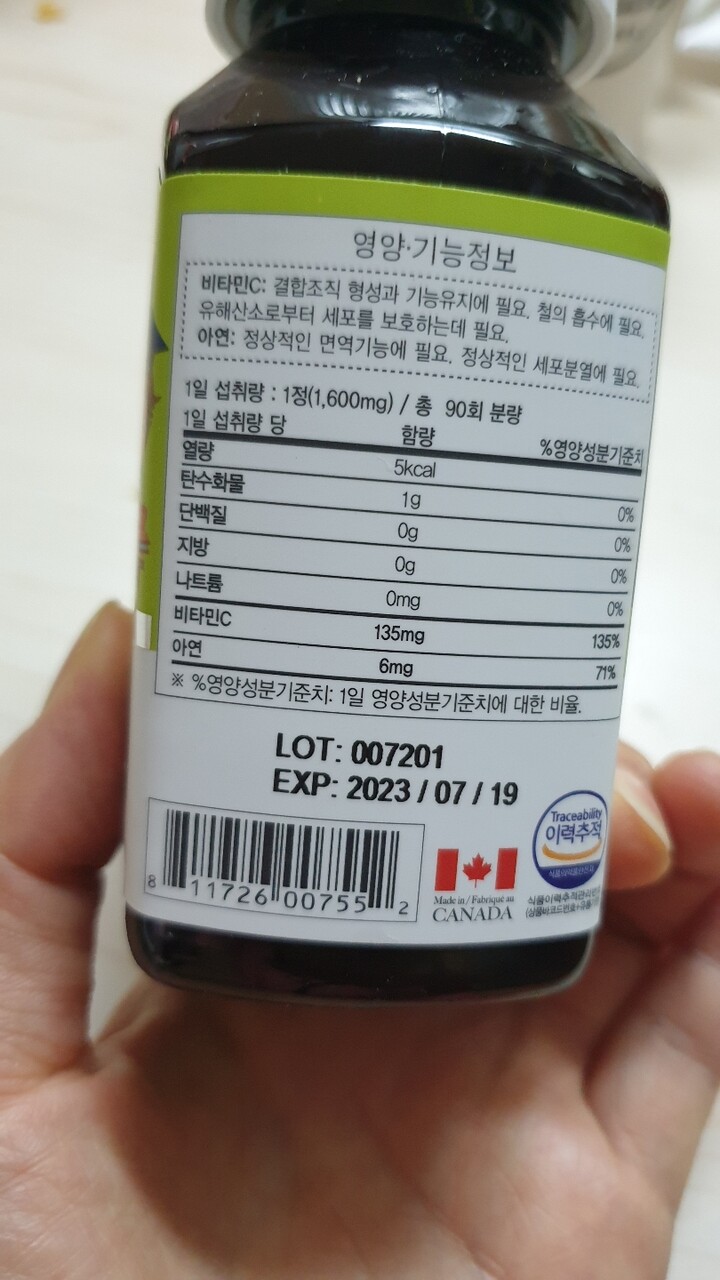 영양·기능정보
비타민C: 결합조직 형성과 기능유지에 필요. 철의 흡수에 필요.
유해산소로부터 세포를 보호하는데 필요.
아연: 정상적인 면역기능에 필요. 정상적인 세포분열에 필요.
1일 섭취량 : 1정(1,600mg) / 총 90회 분량
1일 섭취량 당 함량 %영양성분기준치
열량 5kcal
탄수화물 1g 0%
단백질 0g 0%
지방 0g 0%
나트륨 0mg 0%
비타민C 135mg 135%
아연 6mg 71%
※ %영양성분기준치: 1일 영양성분기준치에 대한 비율.
LOT: 007201
EXP: 2023 / 07 / 19
8 11726 00755 2
Made in / Fabriqué au
CANADA
Traceability
이력추적
식품이력추적관리